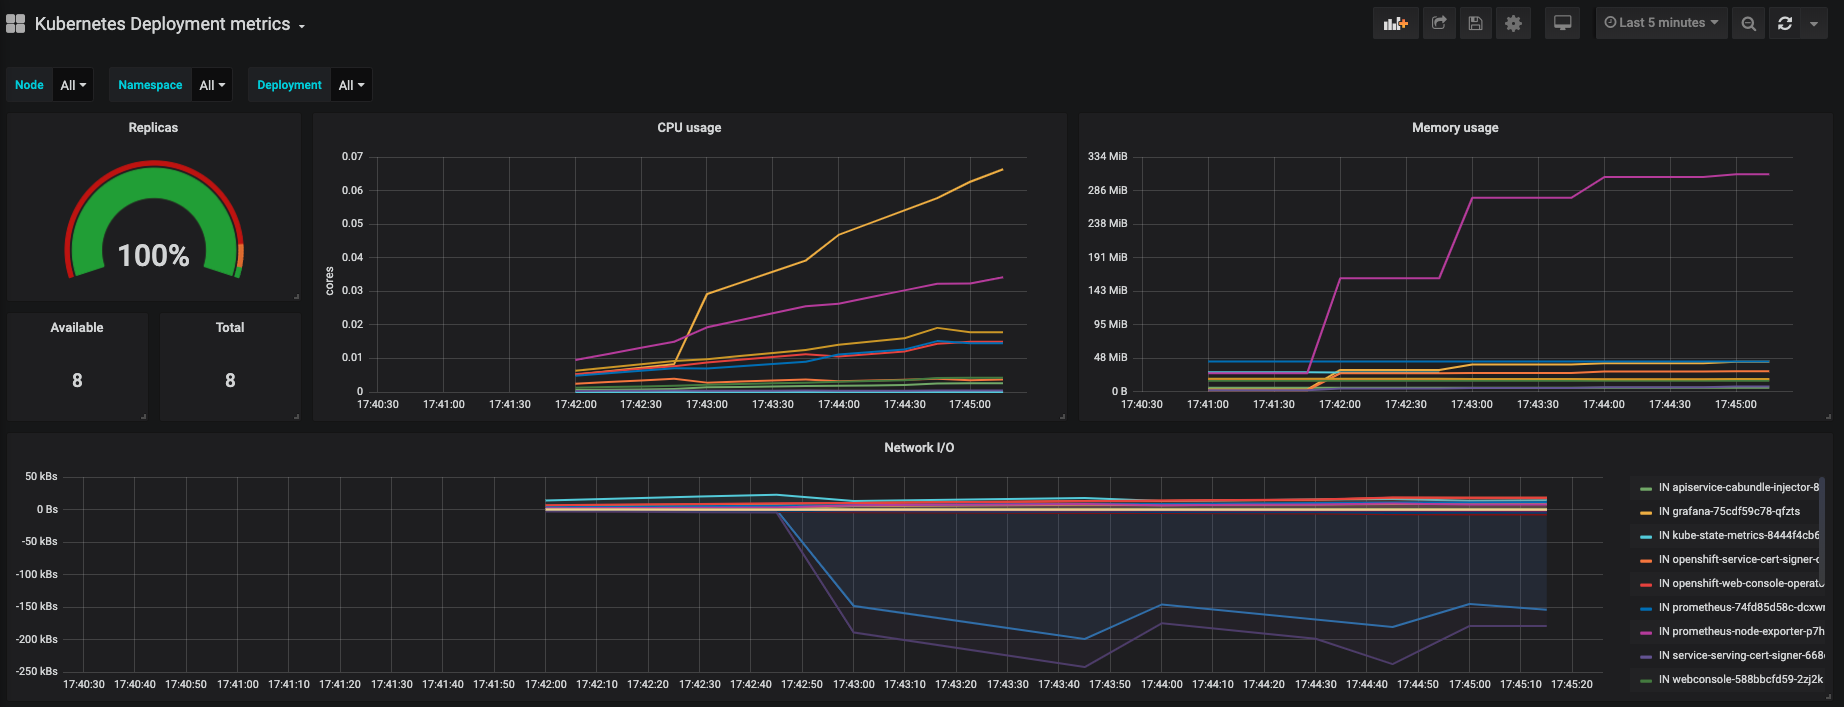 Kubernetes Deployment metrics
Last 5 minutes
Node All Namespace All Deployment All
Replicas
100%
Available
8
Total
8
CPU usage
cores
0.07
0.06
0.05
0.04
0.03
0.02
0.01
0
17:40:30 17:41:00 17:41:30 17:42:00 17:42:30 17:43:00 17:43:30 17:44:00 17:44:30 17:45:00
Memory usage
334 MiB
286 MiB
238 MiB
191 MiB
143 MiB
95 MiB
48 MiB
0 B
17:40:30 17:41:00 17:41:30 17:42:00 17:42:30 17:43:00 17:43:30 17:44:00 17:44:30 17:45:00
Network I/O
50 kBs
0 Bs
-50 kBs
-100 kBs
-150 kBs
-200 kBs
-250 kBs
17:40:30 17:40:40 17:40:50 17:41:00 17:41:10 17:41:20 17:41:30 17:41:40 17:41:50 17:42:00 17:42:10 17:42:20 17:42:30 17:42:40 17:42:50 17:43:00 17:43:10 17:43:20 17:43:30 17:43:40 17:43:50 17:44:00 17:44:10 17:44:20 17:44:30 17:44:40 17:44:50 17:45:00 17:45:10 17:45:20
IN apiservice-cabundle-injector-8
IN grafana-75cdf59c78-qfzts
IN kube-state-metrics-8444f4cb6
IN openshift-service-cert-signer-c
IN openshift-web-console-operato
IN prometheus-74fd85d58c-dcxwr
IN prometheus-node-exporter-p7h
IN service-serving-cert-signer-668
IN webconsole-588bbcfd59-2zj2k